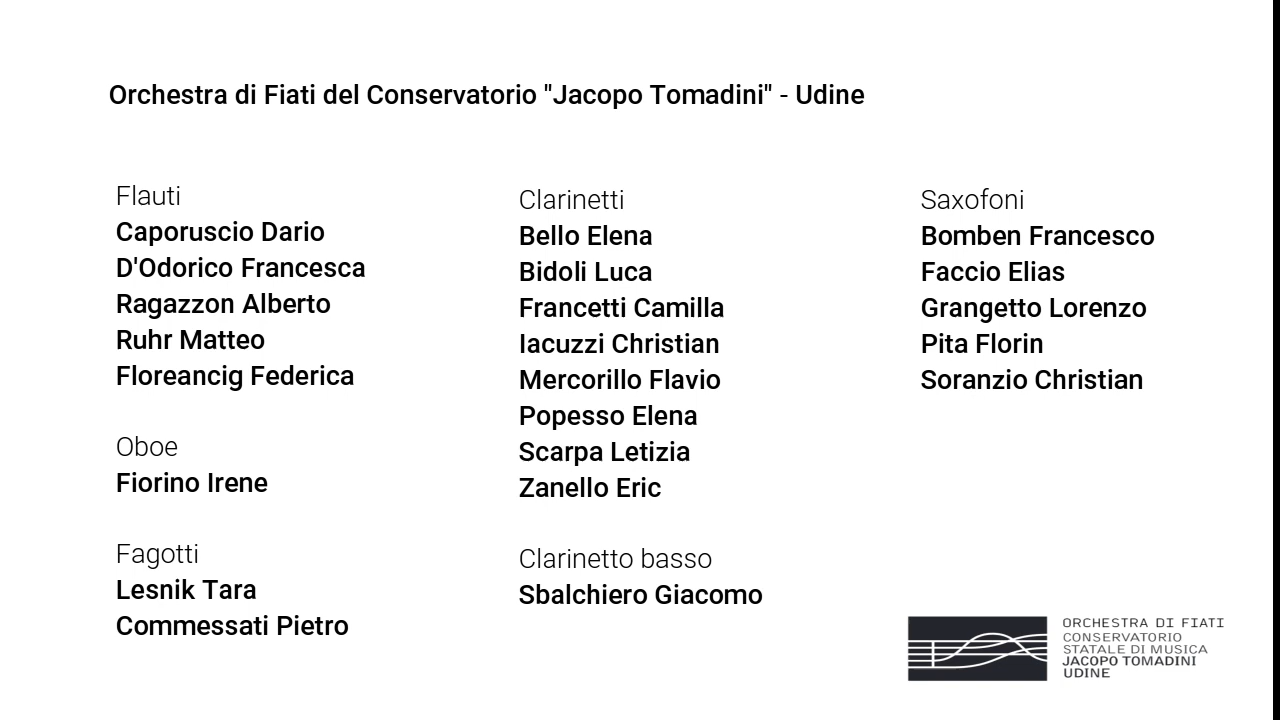 Orchestra di Fiati del Conservatorio "Jacopo Tomadini" - Udine
Flauti
Caporuscio Dario
D'Odorico Francesca
Ragazzon Alberto
Ruhr Matteo
Floreancig Federica
Oboe
Fiorino Irene
Fagotti
Lesnik Tara
Commessati Pietro
Clarinetti
Bello Elena
Bidoli Luca
Francetti Camilla
Iacuzzi Christian
Mercorillo Flavio
Popesso Elena
Scarpa Letizia
Zanello Eric
Clarinetto basso
Sbalchiero Giacomo
Saxofoni
Bomben Francesco
Faccio Elias
Grangetto Lorenzo
Pita Florin
Soranzio Christian
ORCHESTRA DI FIATI
CONSERVATORIO
STATALE DI MUSICA
JACOPO TOMADINI
UDINE